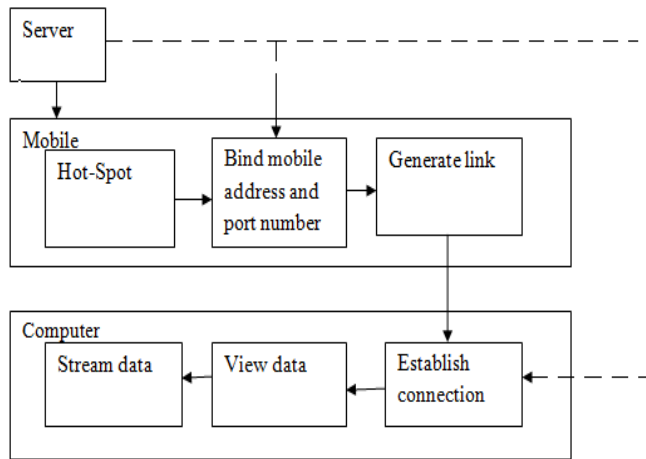 Server
Mobile
Hot-Spot
Bind mobile
address and
port number
Generate link
Computer
Stream data
View data
Establish
connection